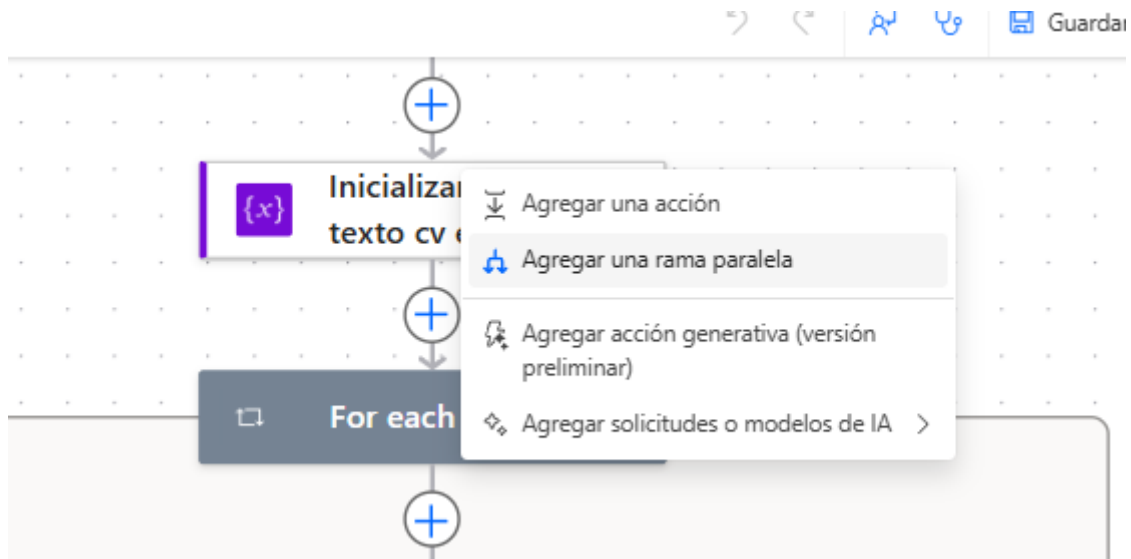 Guardar
Inicializar
texto cv e
{x}
Agregar una acción
Agregar una rama paralela
Agregar acción generativa (versión
preliminar)
For each
Agregar solicitudes o modelos de IA